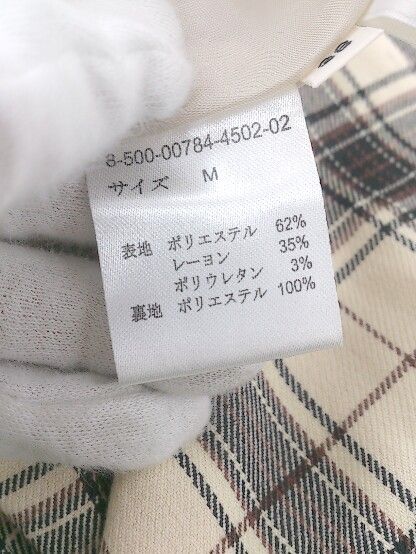 8-500-00784-4502-02
サイズ M
表地 ポリエステル 62%
レーヨン 35%
ポリウレタン 3%
裏地 ポリエステル 100%